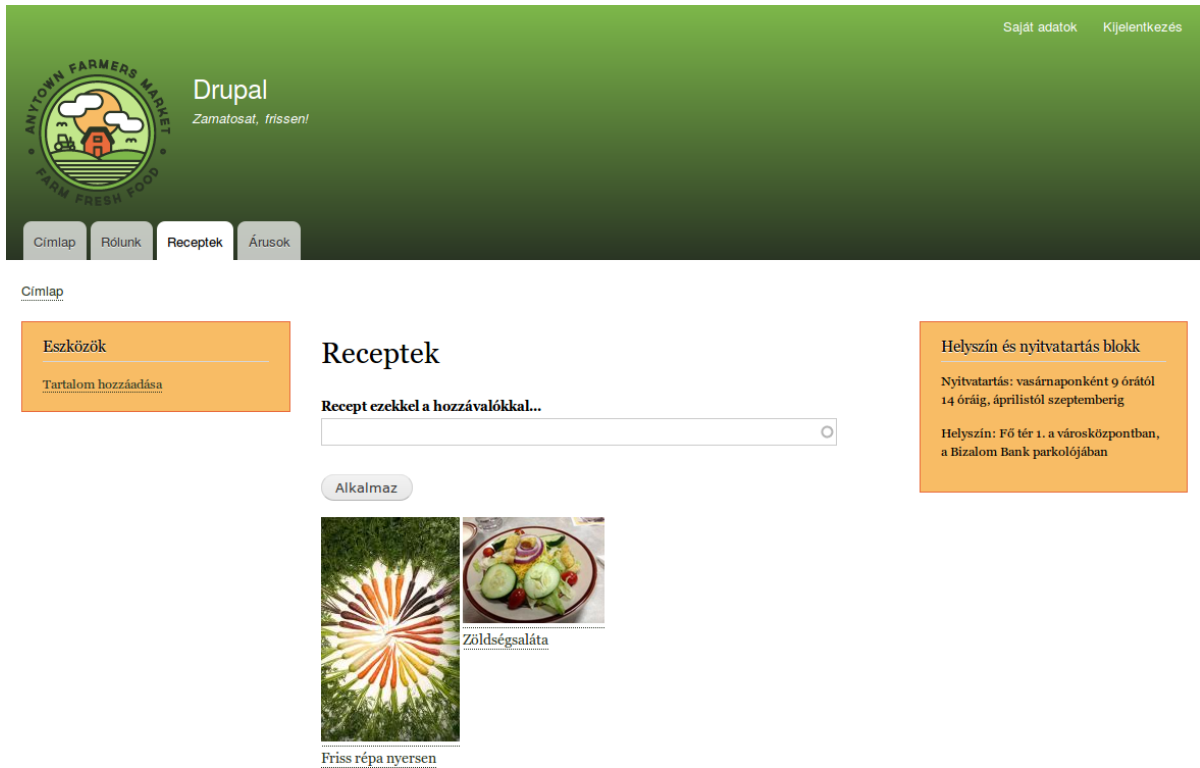 Saját adatok Kijelentkezés
ANYTOWN FARMERS MARKET
FARM FRESH FOOD
Drupal
Zamatosat, frissen!
Címlap Rólunk Receptek Árusok
Címlap
Eszközök
Tartalom hozzáadása
Receptek
Recept ezekkel a hozzávalókkal...
Alkalmaz
Friss répa nyersen
Zöldségsaláta
Helyszín és nyitvatartás blokk
Nyitvatartás: vasárnaponként 9 órától
14 óráig, áprilistól szeptemberig
Helyszín: Fő tér 1. a városközpontban,
a Bizalom Bank parkolójában